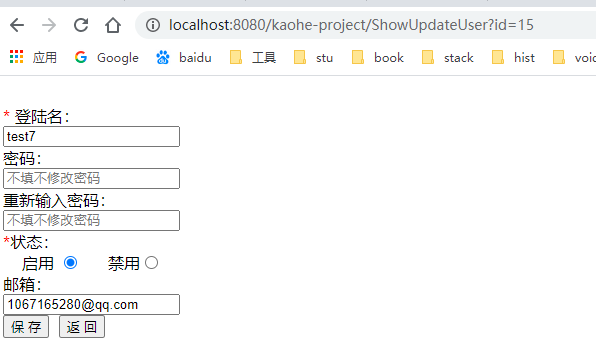 localhost:8080/kaohe-project/ShowUpdateUser?id=15
应用 Google baidu 工具 stu book stack hist void
* 登陆名：
test7
密码：
不填不修改密码
重新输入密码：
不填不修改密码
*状态：
启用 禁用
邮箱：
1067165280@qq.com
保 存 返 回